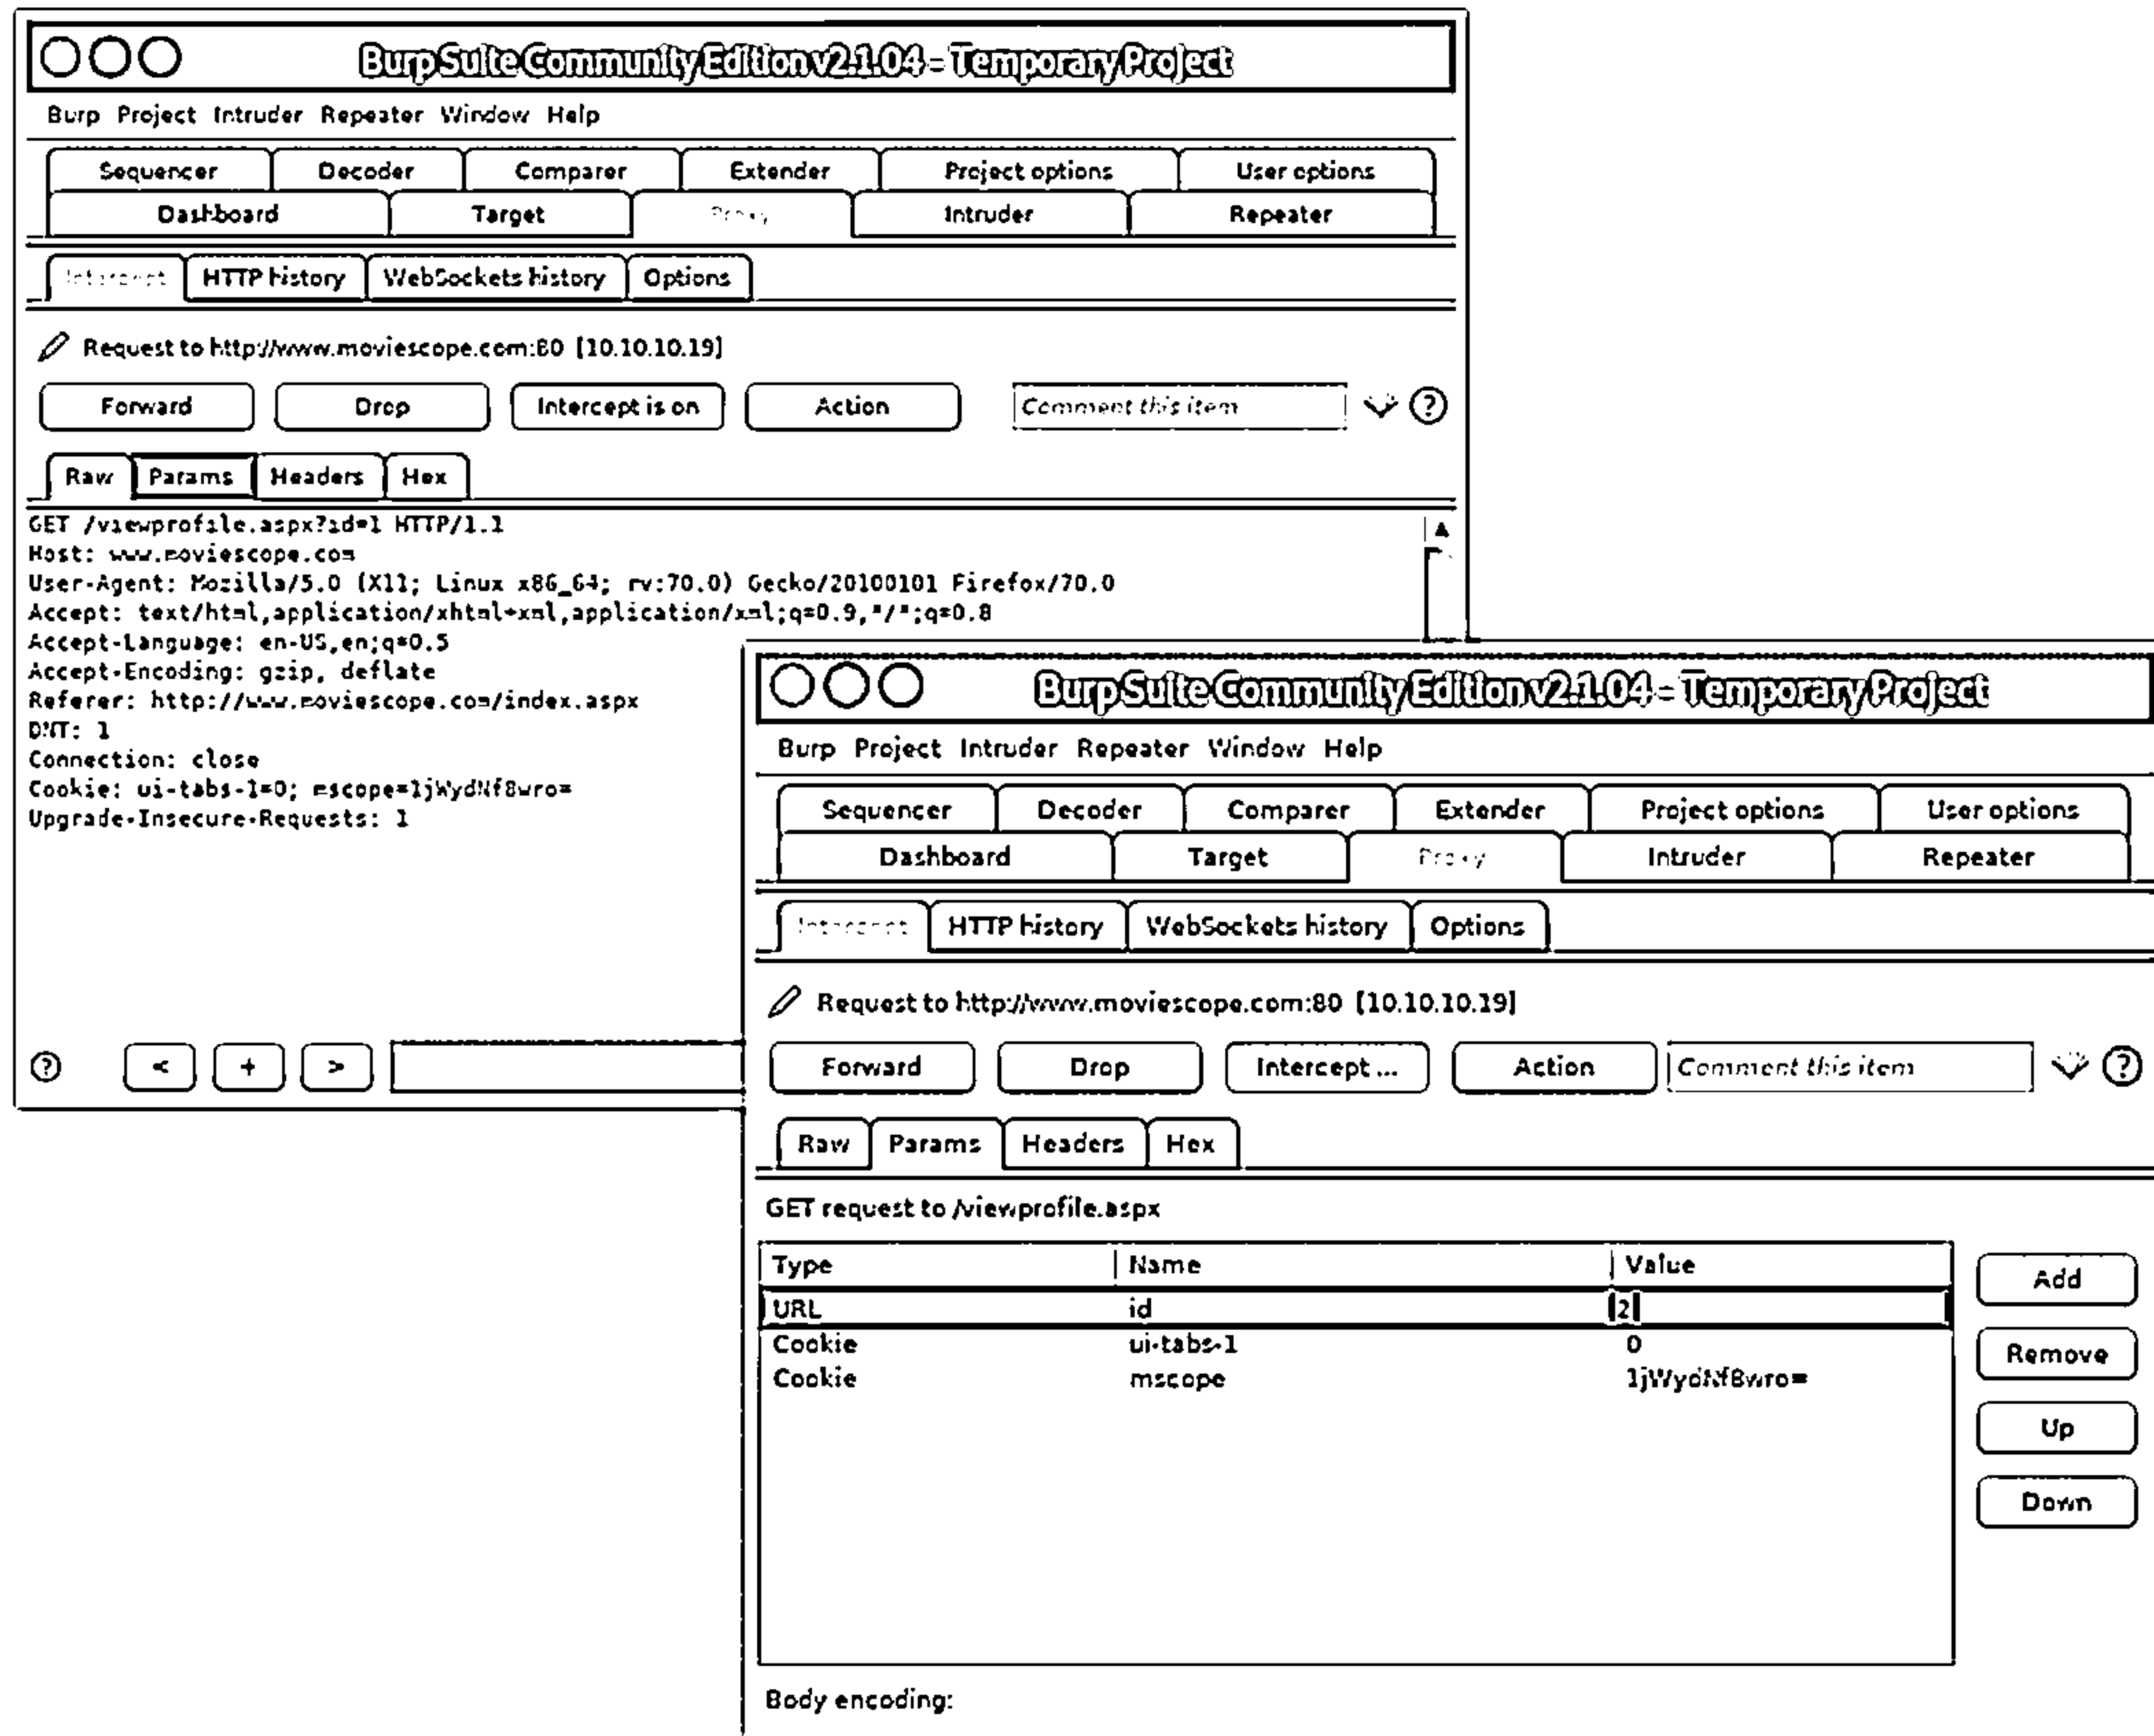 Burp Suite Community Edition v2.1.04 - Temporary Project
Burp Project Intruder Repeater Window Help
Sequencer Decoder Comparer Extender Project options User options
Dashboard Target Proxy Intruder Repeater
Intercept HTTP history WebSockets history Options
Request to http://www.moviescope.com:80 [10.10.10.19]
Forward Drop Intercept is on Action Comment this item ?
Raw Params Headers Hex
GET /viewprofile.aspx?id=1 HTTP/1.1
Host: www.moviescope.com
User-Agent: Mozilla/5.0 (X11; Linux x86_64; rv:70.0) Gecko/20100101 Firefox/70.0
Accept: text/html,application/xhtml+xml,application/xml;q=0.9,*/*;q=0.8
Accept-Language: en-US,en;q=0.5
Accept-Encoding: gzip, deflate
Referer: http://www.moviescope.com/index.aspx
DNT: 1
Connection: close
Cookie: ui-tabs-1=0; mscope=1jWydNf8wro=
Upgrade-Insecure-Requests: 1
? < + >
Burp Suite Community Edition v2.1.04 - Temporary Project
Burp Project Intruder Repeater Window Help
Sequencer Decoder Comparer Extender Project options User options
Dashboard Target Proxy Intruder Repeater
Intercept HTTP history WebSockets history Options
Request to http://www.moviescope.com:80 [10.10.10.19]
Forward Drop Intercept ... Action Comment this item ?
Raw Params Headers Hex
GET request to /viewprofile.aspx
Type Name Value
URL id 2
Cookie ui-tabs-1 0
Cookie mscope 1jWydNf8wro=
Add
Remove
Up
Down
Body encoding: